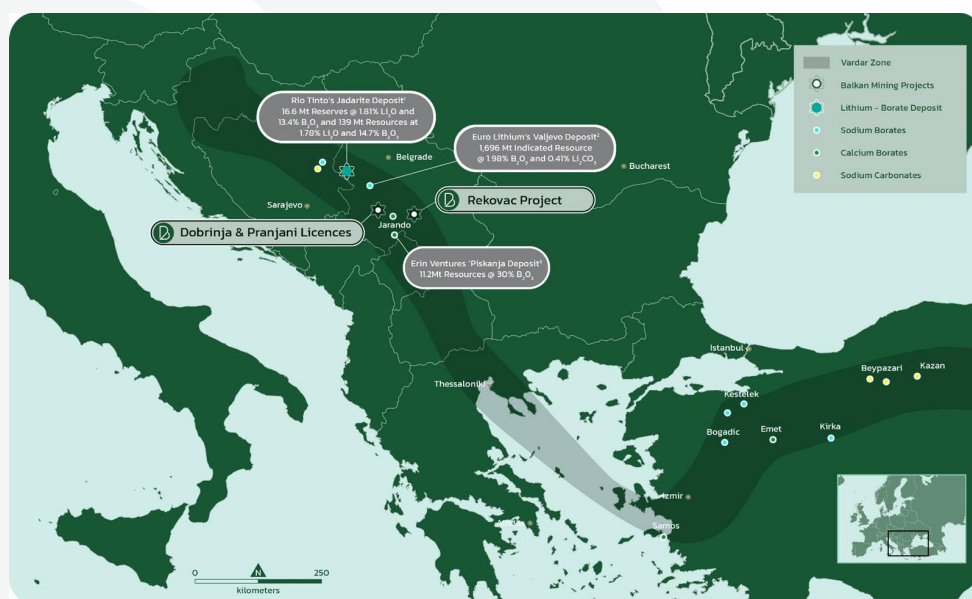 Rio Tinto's Jadarite Deposit¹
16.6 Mt Reserves @ 1.81% Li₂O and
13.4% B₂O₃ and 139 Mt Resources at
1.78% Li₂O and 14.7% B₂O₃
Euro Lithium's Valjevo Deposit²
1,696 Mt Indicated Resource
@ 1.98% B₂O₃ and 0.41% Li₂CO₃
Vardar Zone
Balkan Mining Projects
Lithium - Borate Deposit
Sodium Borates
Calcium Borates
Sodium Carbonates
Belgrade
Bucharest
Sarajevo
Rekovac Project
Jarando
Dobrinja & Pranjani Licences
Erin Ventures 'Piskanja Deposit³
11.2Mt Resources @ 30% B₂O₃
Istanbul
Thessaloniki
Beypazari
Kazan
Kestelek
Bogadic
Emet
Kirka
Izmir
Athens
Samos
0
N
250
kilometers